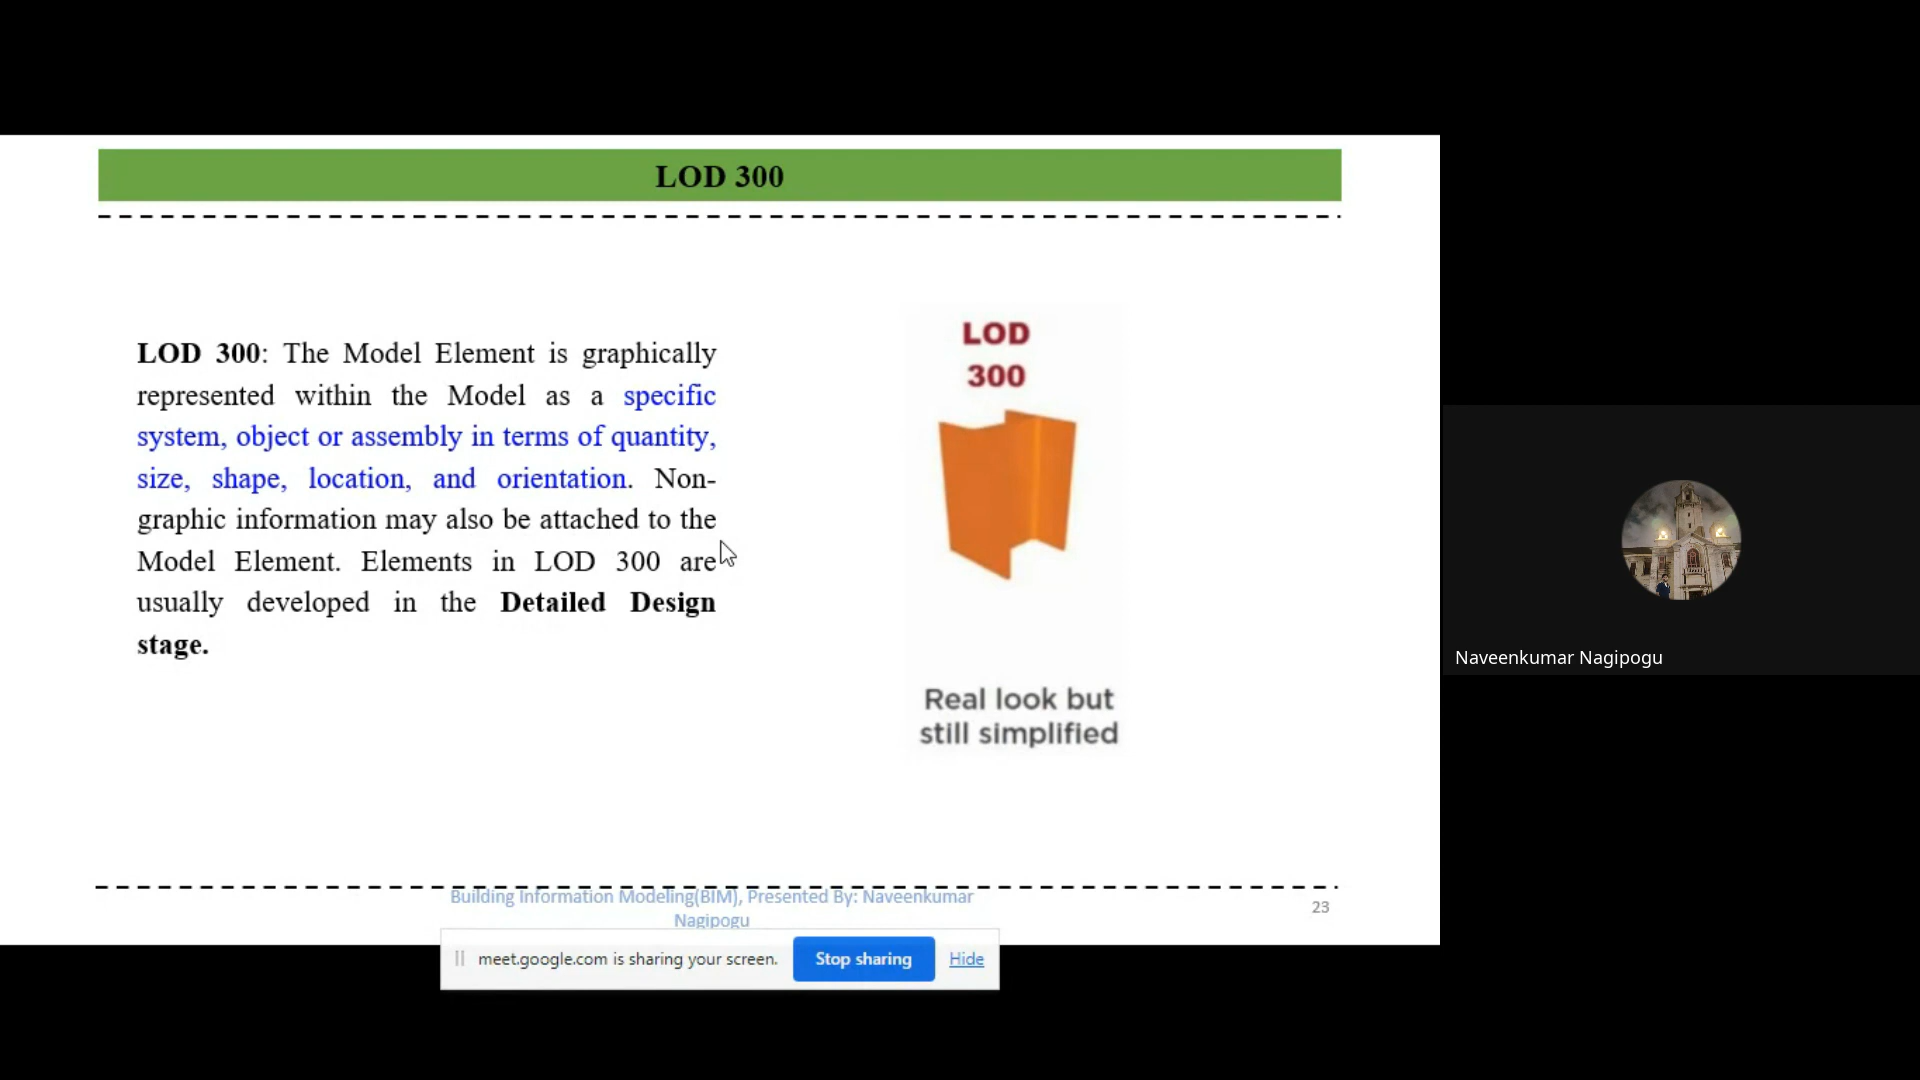 LOD 300
LOD 300: The Model Element is graphically
represented within the Model as a specific
system, object or assembly in terms of quantity,
size, shape, location, and orientation. Non-
graphic information may also be attached to the
Model Element. Elements in LOD 300 are
usually developed in the Detailed Design
stage.
LOD
300
Real look but
still simplified
Naveenkumar Nagipogu
Building Information Modeling(BIM), Presented By: Naveenkumar
Nagipogu
23
meet.google.com is sharing your screen.
Stop sharing
Hide